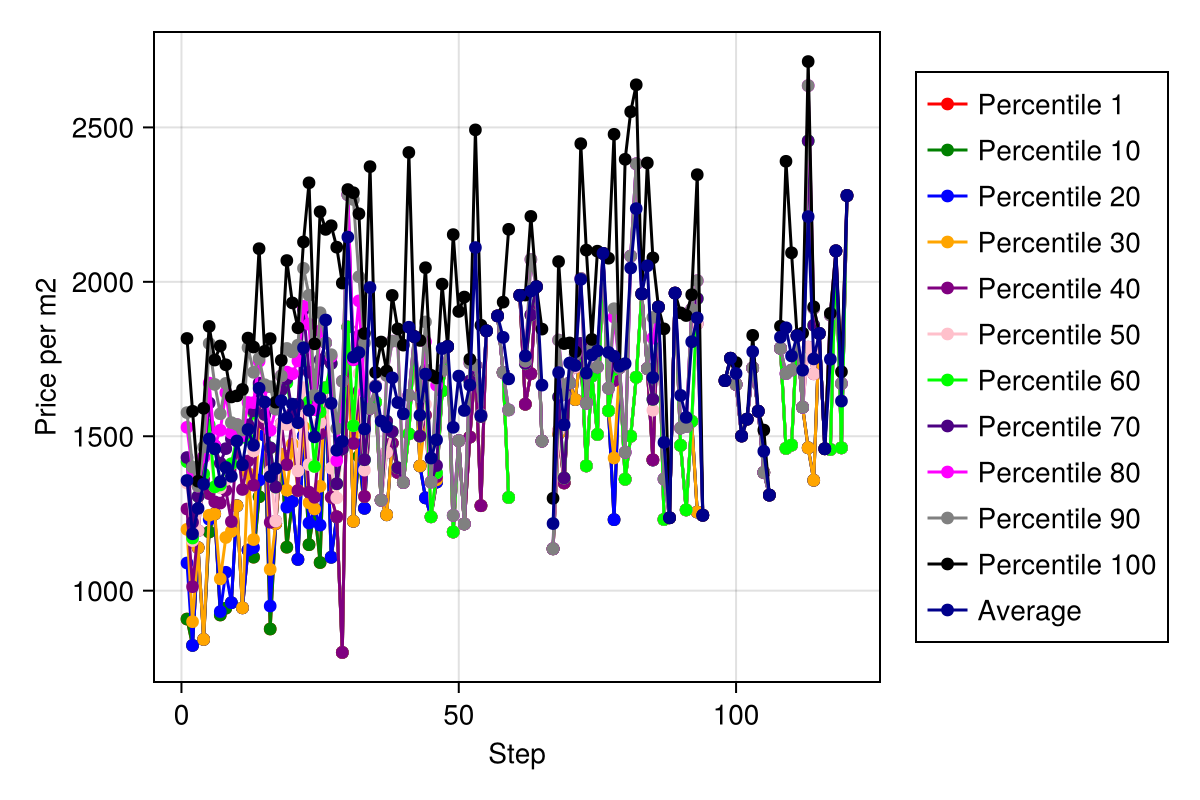 2500
2000
1500
1000
Price per m2
0
50
100
Step
Percentile 1
Percentile 10
Percentile 20
Percentile 30
Percentile 40
Percentile 50
Percentile 60
Percentile 70
Percentile 80
Percentile 90
Percentile 100
Average